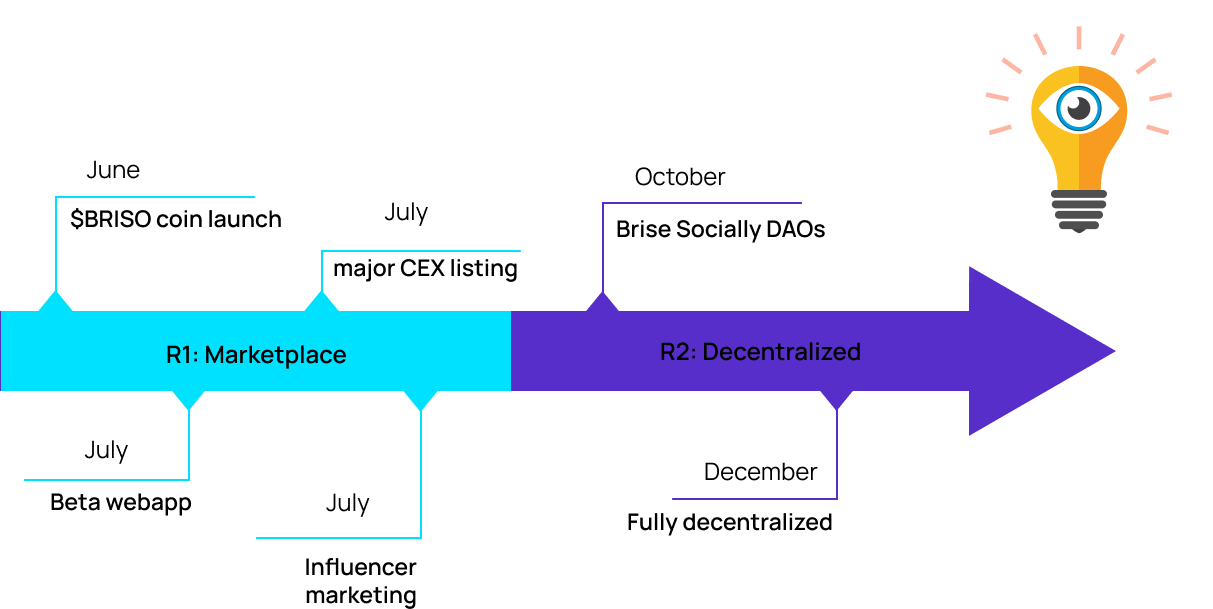 June
$BRISO coin launch
July
major CEX listing
October
Brise Socially DAOs
R1: Marketplace
R2: Decentralized
July
Beta webapp
July
Influencer
marketing
December
Fully decentralized